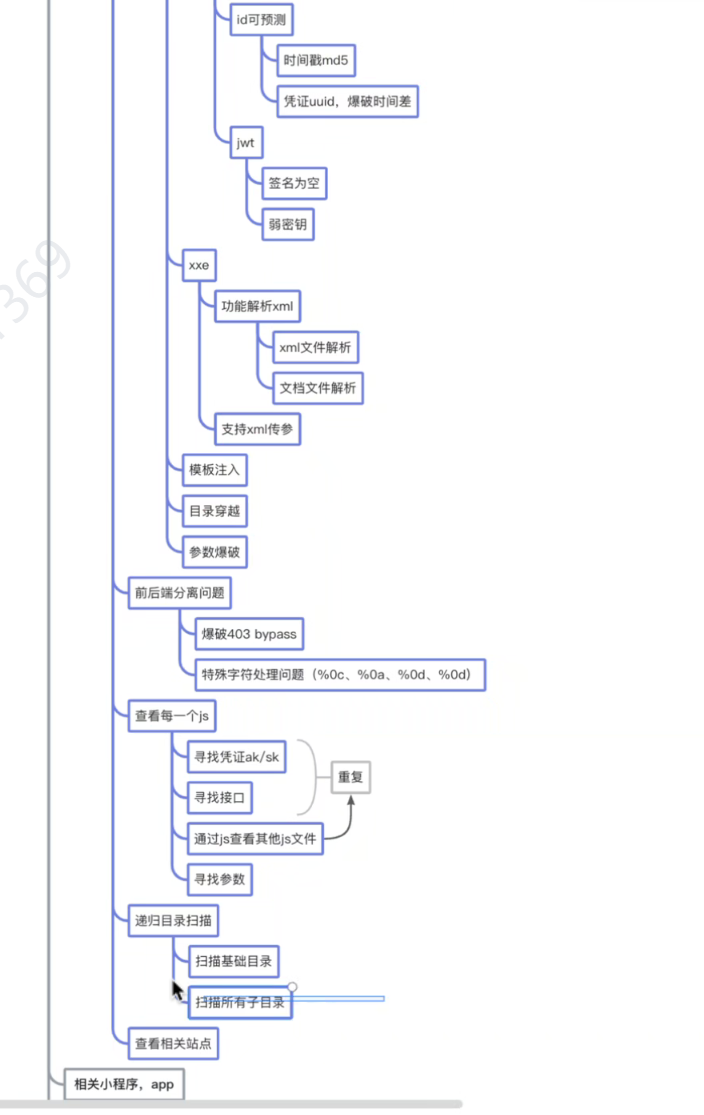 id可预测
时间戳md5
凭证uuid，爆破时间差
jwt
签名为空
弱密钥
xxe
369
功能解析xml
xml文件解析
文档文件解析
支持xml传参
模板注入
目录穿越
参数爆破
前后端分离问题
爆破403 bypass
特殊字符处理问题（%0c、%0a、%0d、%0d）
查看每一个js
寻找凭证ak/sk
重复
寻找接口
通过js查看其他js文件
寻找参数
递归目录扫描
扫描基础目录
扫描所有子目录
查看相关站点
相关小程序，app